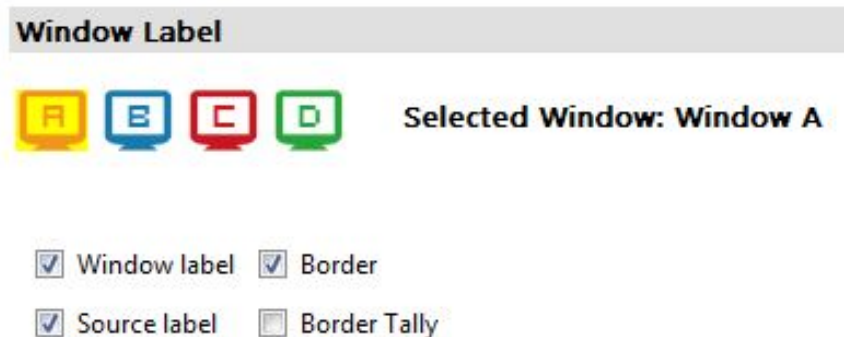 Window Label
A B C D Selected Window: Window A
Window label Border
Source label Border Tally